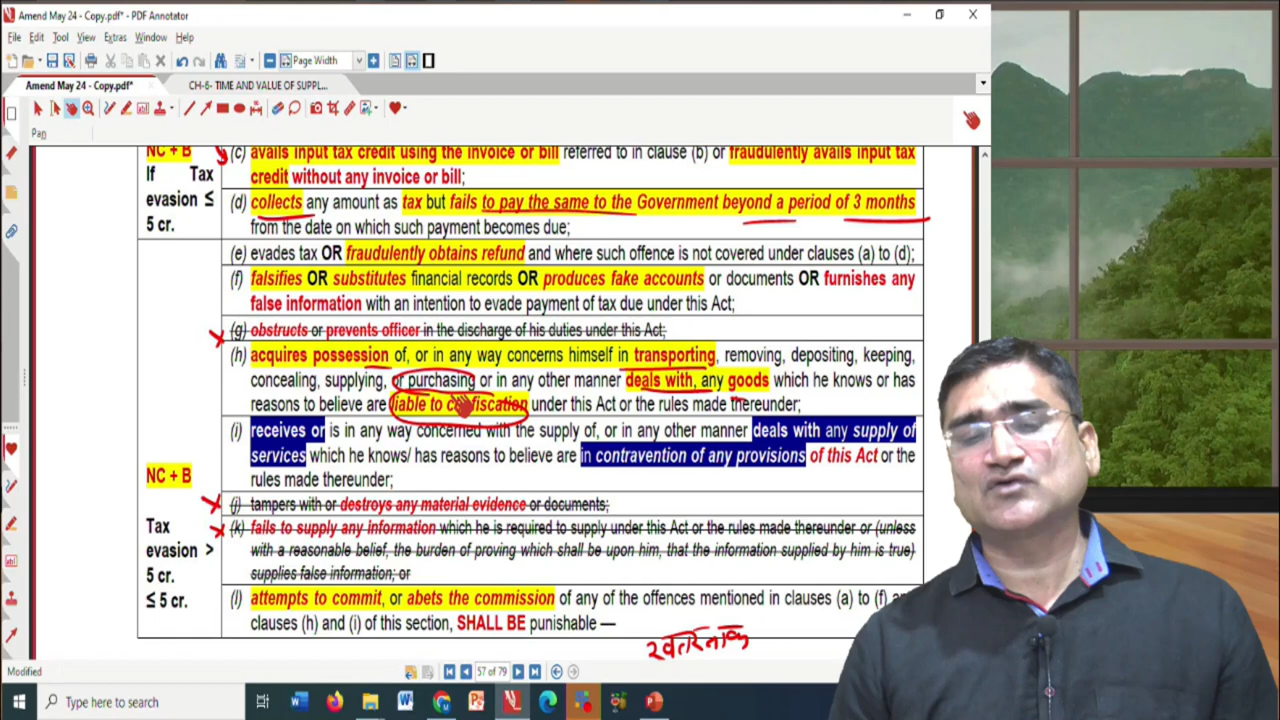 Amend May 24 - Copy.pdf* - PDF Annotator
File Edit Tool View Extras Window Help
Page Width
Amend May 24 - Copy.pdf* CH-6- TIME AND VALUE OF SUPPL...
Pan
NC + B
If Tax
evasion ≤
5 cr.
(c) avails input tax credit using the invoice or bill referred to in clause (b) or fraudulently avails input tax
credit without any invoice or bill;
(d) collects any amount as tax but fails to pay the same to the Government beyond a period of 3 months
from the date on which such payment becomes due;
(e) evades tax OR fraudulently obtains refund and where such offence is not covered under clauses (a) to (d);
(f) falsifies OR substitutes financial records OR produces fake accounts or documents OR furnishes any
false information with an intention to evade payment of tax due under this Act;
(g) obstructs or prevents officer in the discharge of his duties under this Act;
(h) acquires possession of, or in any way concerns himself in transporting, removing, depositing, keeping,
concealing, supplying, or purchasing or in any other manner deals with, any goods which he knows or has
reasons to believe are liable to confiscation under this Act or the rules made thereunder;
(i) receives or is in any way concerned with the supply of, or in any other manner deals with any supply of
services which he knows/ has reasons to believe are in contravention of any provisions of this Act or the
rules made thereunder;
NC + B
Tax
evasion >
5 cr.
≤ 5 cr.
(j) tampers with or destroys any material evidence or documents;
(k) fails to supply any information which he is required to supply under this Act or the rules made thereunder or (unless
with a reasonable belief, the burden of proving which shall be upon him, that the information supplied by him is true)
supplies false information; or
(l) attempts to commit, or abets the commission of any of the offences mentioned in clauses (a) to (f)
clauses (h) and (i) of this section, SHALL BE punishable —
खतरनाक
Modified 57 of 79
Type here to search